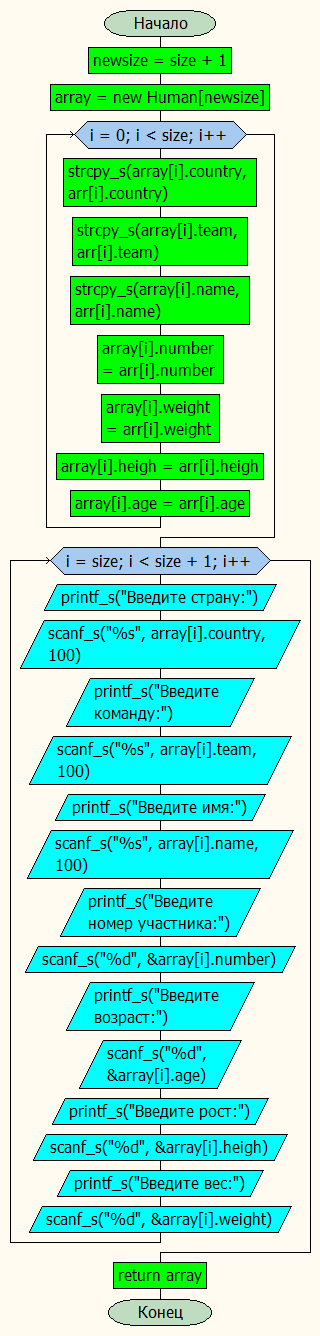 Начало
newsize = size + 1
array = new Human[newsize]
i = 0; i < size; i++
strcpy_s(array[i].country,
arr[i].country)
strcpy_s(array[i].team,
arr[i].team)
strcpy_s(array[i].name,
arr[i].name)
array[i].number
= arr[i].number
array[i].weight
= arr[i].weight
array[i].heigh = arr[i].heigh
array[i].age = arr[i].age
i = size; i < size + 1; i++
printf_s("Введите страну:")
scanf_s("%s", array[i].country,
100)
printf_s("Введите
команду:")
scanf_s("%s", array[i].team,
100)
printf_s("Введите имя:")
scanf_s("%s", array[i].name,
100)
printf_s("Введите
номер участника:")
scanf_s("%d", &array[i].number)
printf_s("Введите
возраст:")
scanf_s("%d",
&array[i].age)
printf_s("Введите рост:")
scanf_s("%d", &array[i].heigh)
printf_s("Введите вес:")
scanf_s("%d", &array[i].weight)
return array
Конец